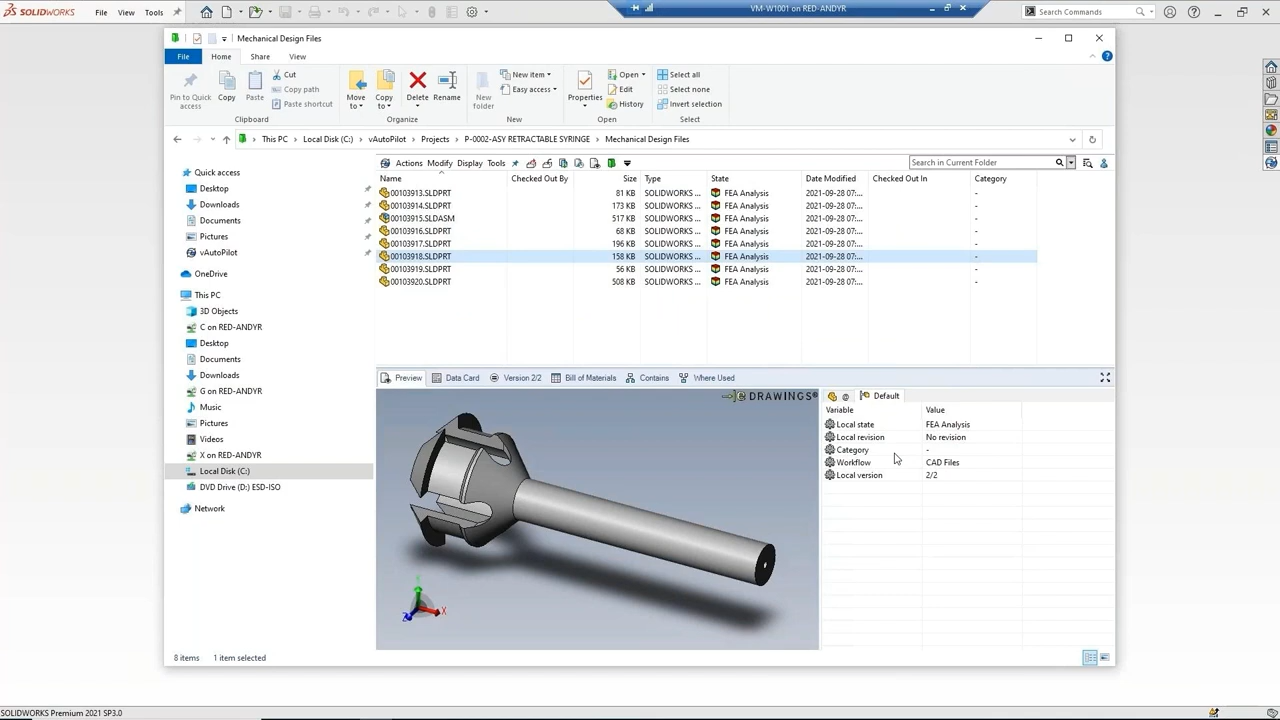 SOLIDWORKS File View Tools VM-W1001 on RED-ANDYR Search Commands
Mechanical Design Files
File Home Share View
Pin to Quick access Copy Paste Cut Copy path Paste shortcut Move to Copy to Delete Rename New folder New item Easy access Properties Open Edit History Select all Select none Invert selection
Clipboard Organize New Open Select
This PC Local Disk (C:) vAutoPilot Projects P-0002-ASY RETRACTABLE SYRINGE Mechanical Design Files
Actions Modify Display Tools Search in Current Folder
Name Checked Out By Size Type State Date Modified Checked Out In Category
00103913.SLDPRT 81 KB SOLIDWORKS ... FEA Analysis 2021-09-28 07:... -
00103914.SLDPRT 173 KB SOLIDWORKS ... FEA Analysis 2021-09-28 07:... -
00103915.SLDASM 517 KB SOLIDWORKS ... FEA Analysis 2021-09-28 07:... -
00103916.SLDPRT 68 KB SOLIDWORKS ... FEA Analysis 2021-09-28 07:... -
00103917.SLDPRT 196 KB SOLIDWORKS ... FEA Analysis 2021-09-28 07:... -
00103918.SLDPRT 158 KB SOLIDWORKS ... FEA Analysis 2021-09-28 07:... -
00103919.SLDPRT 56 KB SOLIDWORKS ... FEA Analysis 2021-09-28 07:... -
00103920.SLDPRT 508 KB SOLIDWORKS ... FEA Analysis 2021-09-28 07:... -
Quick access
Desktop
Downloads
Documents
Pictures
vAutoPilot
OneDrive
This PC
3D Objects
C on RED-ANDYR
Desktop
Documents
Downloads
G on RED-ANDYR
Music
Pictures
Videos
X on RED-ANDYR
Local Disk (C:)
DVD Drive (D:) ESD-ISO
Network
Preview Data Card Version 2/2 Bill of Materials Contains Where Used
eDRAWINGS® @ Default
Variable Value
Local state FEA Analysis
Local revision No revision
Category -
Workflow CAD Files
Local version 2/2
Y
Z X
8 items 1 item selected
SOLIDWORKS Premium 2021 SP3.0